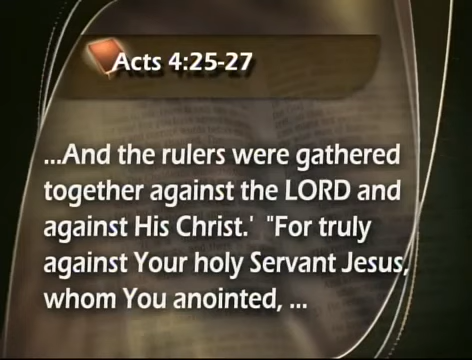 Acts 4:25-27
...And the rulers were gathered
together against the LORD and
against His Christ.' "For truly
against Your holy Servant Jesus,
whom You anointed, ...